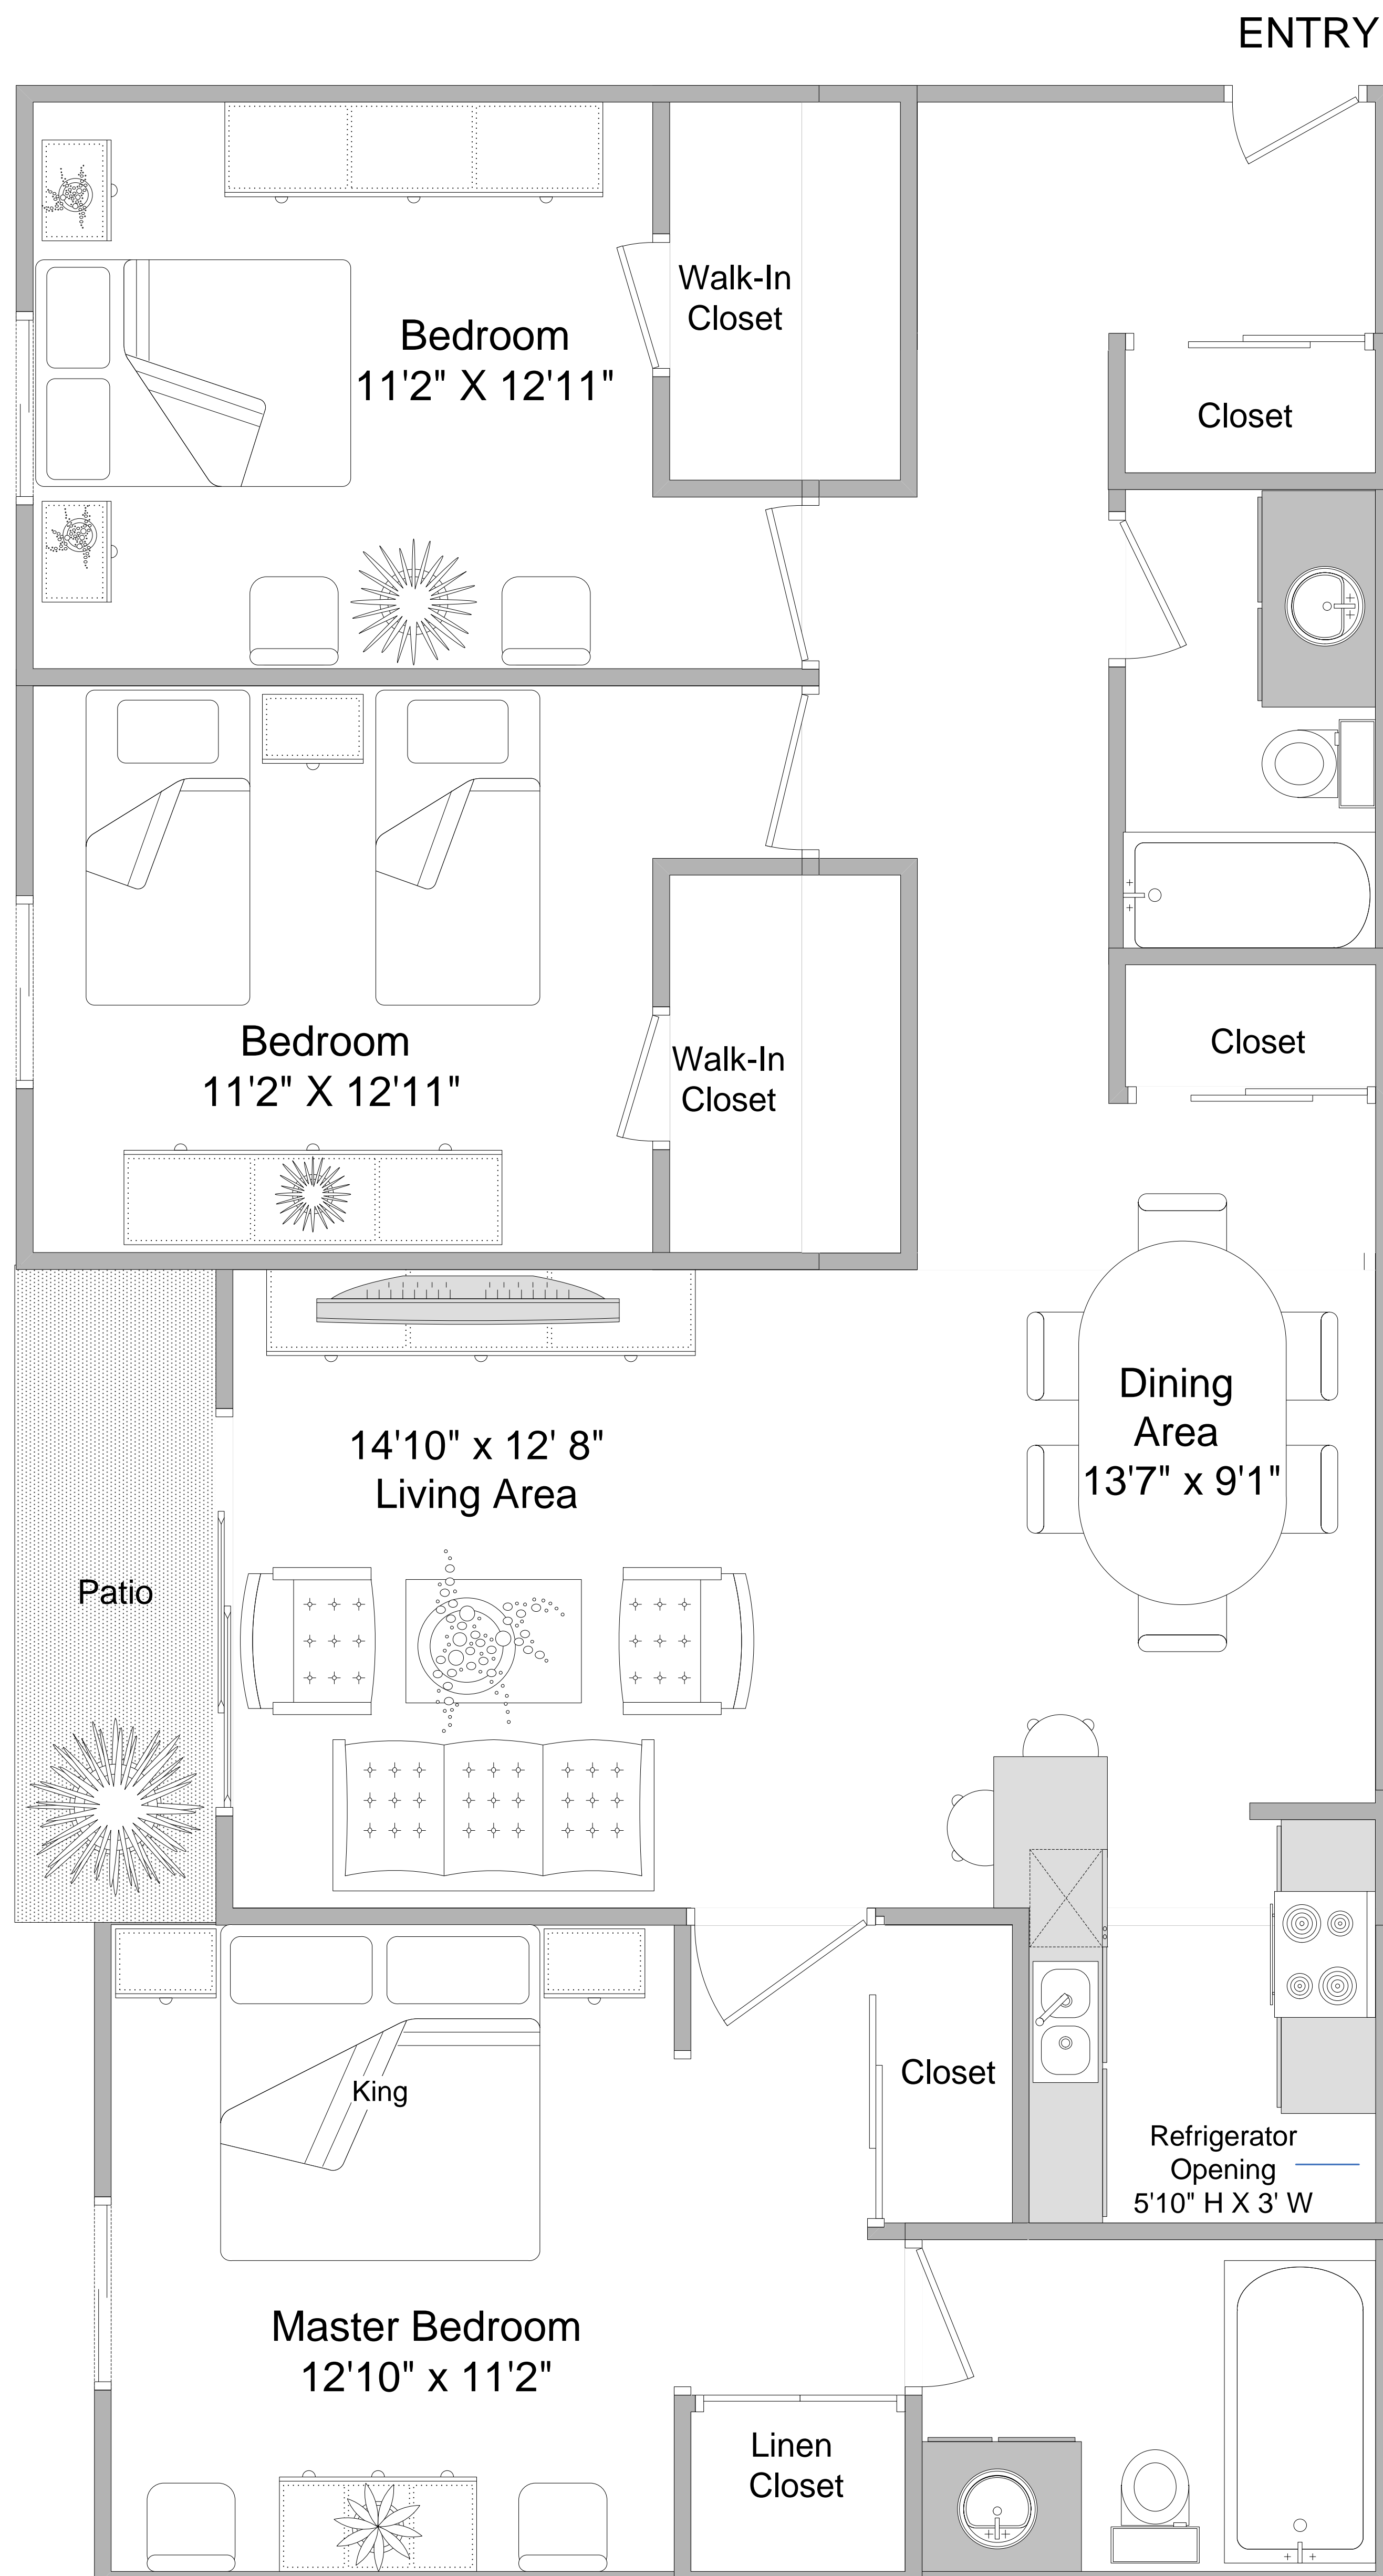 ENTRY
Walk-In
Closet
Bedroom
11'2" X 12'11"
Closet
Closet
Bedroom
11'2" X 12'11"
Walk-In
Closet
Dining
Area
13'7" x 9'1"
14'10" x 12' 8"
Living Area
Patio
Closet
King
Refrigerator
Opening
5'10" H X 3' W
Master Bedroom
12'10" x 11'2"
Linen
Closet